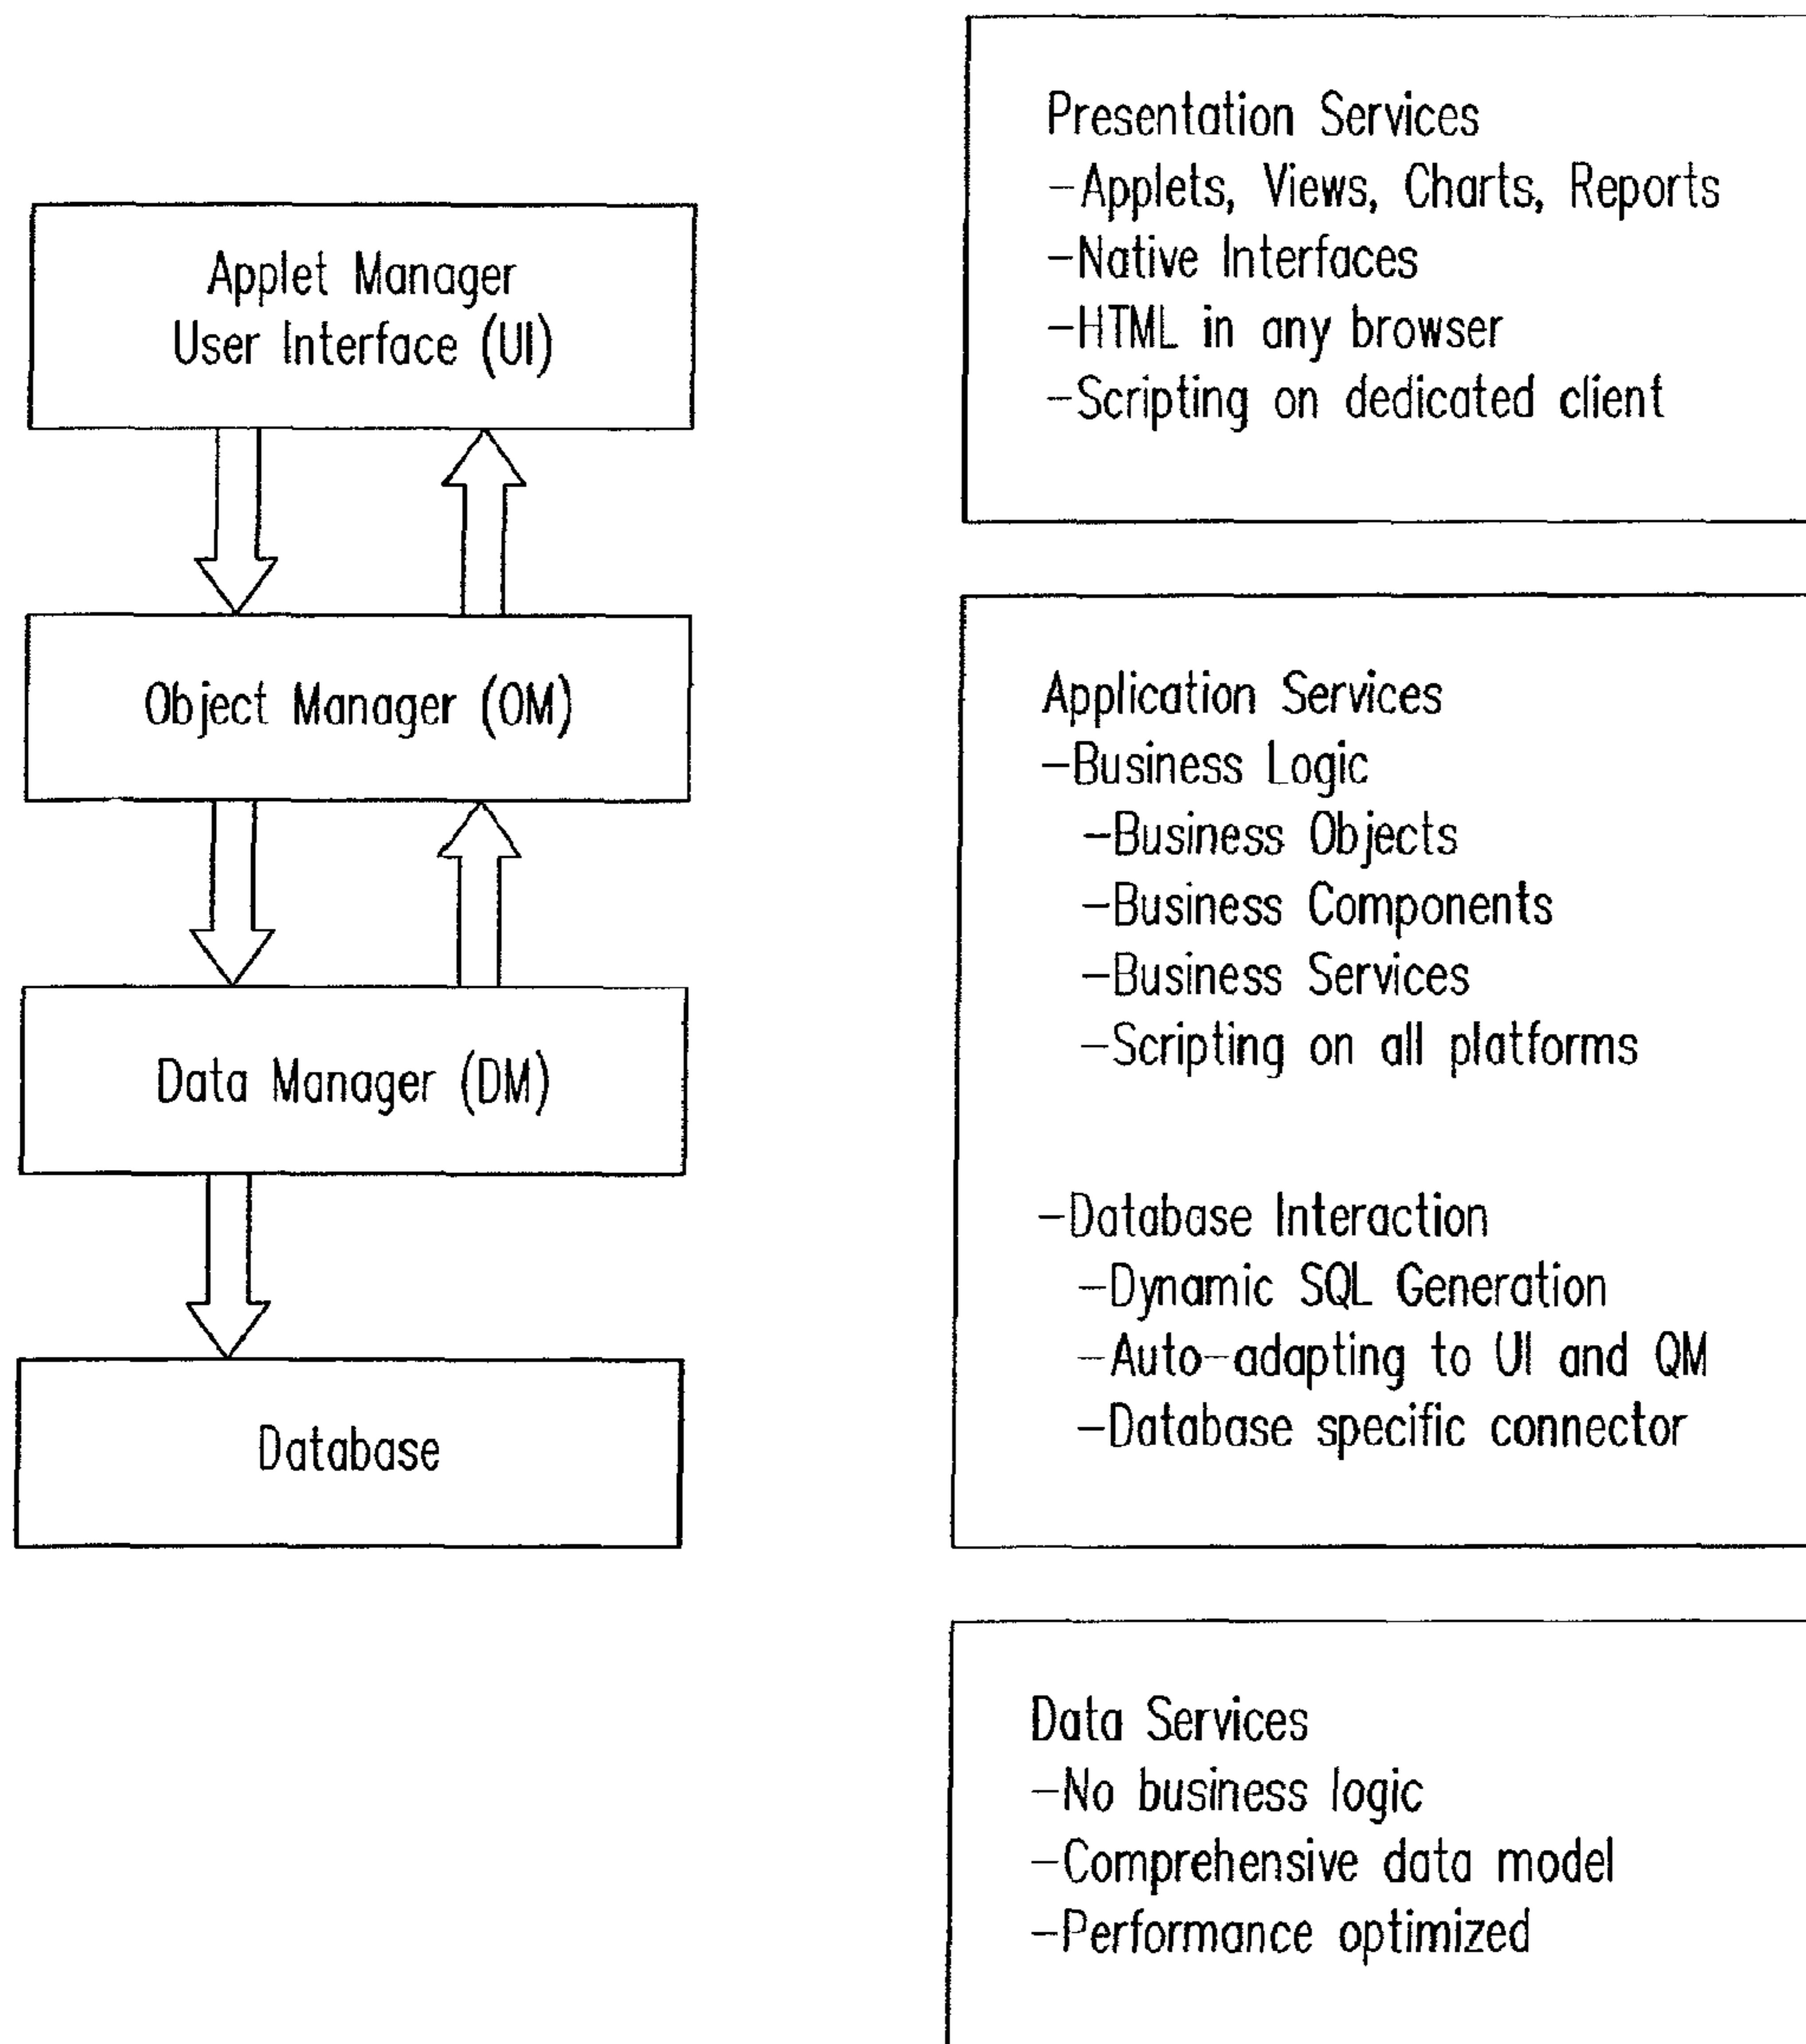 Applet Manager
User Interface (UI)
Object Manager (OM)
Data Manager (DM)
Database
Presentation Services
-Applets, Views, Charts, Reports
-Native Interfaces
-HTML in any browser
-Scripting on dedicated client
Application Services
-Business Logic
-Business Objects
-Business Components
-Business Services
-Scripting on all platforms
-Database Interaction
-Dynamic SQL Generation
-Auto-adapting to UI and QM
-Database specific connector
Data Services
-No business logic
-Comprehensive data model
-Performance optimized